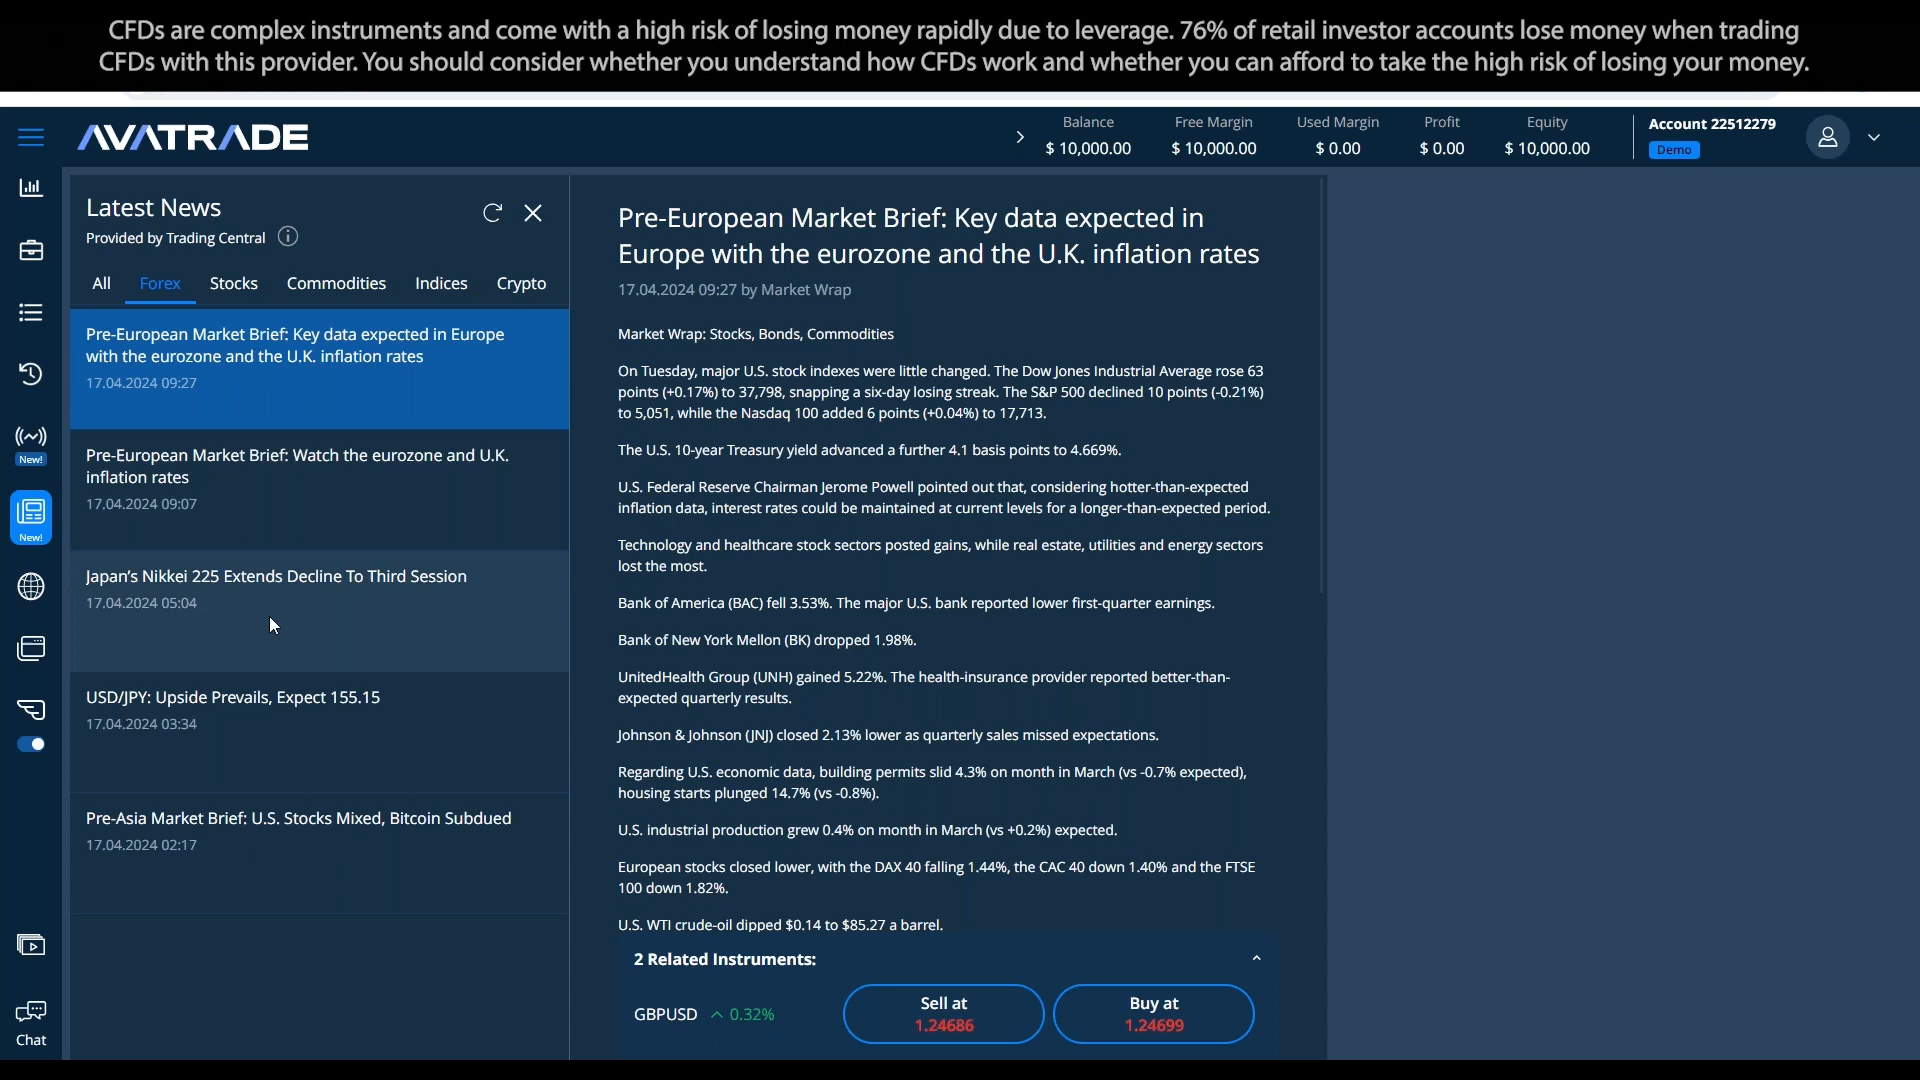 CFDs are complex instruments and come with a high risk of losing money rapidly due to leverage. 76% of retail investor accounts lose money when trading
CFDs with this provider. You should consider whether you understand how CFDs work and whether you can afford to take the high risk of losing your money.
AVATRADE
Balance
$ 10,000.00
Free Margin
$ 10,000.00
Used Margin
$ 0.00
Profit
$ 0.00
Equity
$ 10,000.00
Account 22512279
Demo
New!
New!
Chat
Latest News
Provided by Trading Central
All
Forex
Stocks
Commodities
Indices
Crypto
Pre-European Market Brief: Key data expected in Europe
with the eurozone and the U.K. inflation rates
17.04.2024 09:27
Pre-European Market Brief: Watch the eurozone and U.K.
inflation rates
17.04.2024 09:07
Japan's Nikkei 225 Extends Decline To Third Session
17.04.2024 05:04
USD/JPY: Upside Prevails, Expect 155.15
17.04.2024 03:34
Pre-Asia Market Brief: U.S. Stocks Mixed, Bitcoin Subdued
17.04.2024 02:17
Pre-European Market Brief: Key data expected in
Europe with the eurozone and the U.K. inflation rates
17.04.2024 09:27 by Market Wrap
Market Wrap: Stocks, Bonds, Commodities
On Tuesday, major U.S. stock indexes were little changed. The Dow Jones Industrial Average rose 63
points (+0.17%) to 37,798, snapping a six-day losing streak. The S&P 500 declined 10 points (-0.21%)
to 5,051, while the Nasdaq 100 added 6 points (+0.04%) to 17,713.
The U.S. 10-year Treasury yield advanced a further 4.1 basis points to 4.669%.
U.S. Federal Reserve Chairman Jerome Powell pointed out that, considering hotter-than-expected
inflation data, interest rates could be maintained at current levels for a longer-than-expected period.
Technology and healthcare stock sectors posted gains, while real estate, utilities and energy sectors
lost the most.
Bank of America (BAC) fell 3.53%. The major U.S. bank reported lower first-quarter earnings.
Bank of New York Mellon (BK) dropped 1.98%.
UnitedHealth Group (UNH) gained 5.22%. The health-insurance provider reported better-than-
expected quarterly results.
Johnson & Johnson (JNJ) closed 2.13% lower as quarterly sales missed expectations.
Regarding U.S. economic data, building permits slid 4.3% on month in March (vs -0.7% expected),
housing starts plunged 14.7% (vs -0.8%).
U.S. industrial production grew 0.4% on month in March (vs +0.2%) expected.
European stocks closed lower, with the DAX 40 falling 1.44%, the CAC 40 down 1.40% and the FTSE
100 down 1.82%.
U.S. WTI crude-oil dipped $0.14 to $85.27 a barrel.
2 Related Instruments:
GBPUSD
0.32%
Sell at
1.24686
Buy at
1.24699